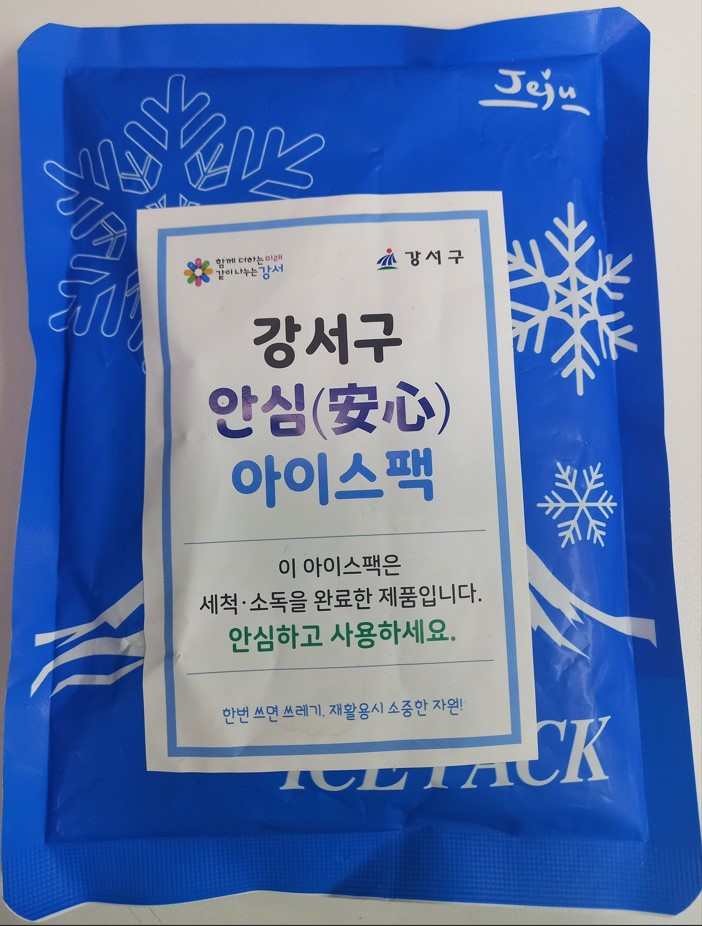 Jeju
함께 더하는 미래
같이 나누는 강서
강서구
강서구
안심(安心)
아이스팩
이 아이스팩은
세척·소독을 완료한 제품입니다.
안심하고 사용하세요.
한번 쓰면 쓰레기, 재활용시 소중한 자원!
ICE PACK